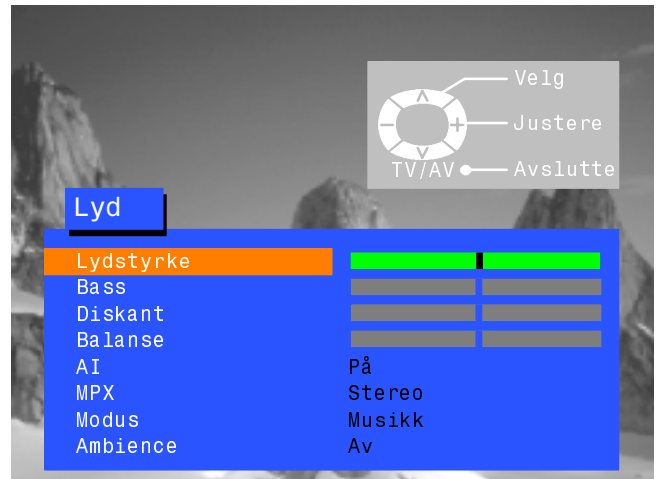 Velg
Justere
TV/AV Avslutte
Lyd
Lydstyrke
Bass
Diskant
Balanse
AI På
MPX Stereo
Modus Musikk
Ambience Av